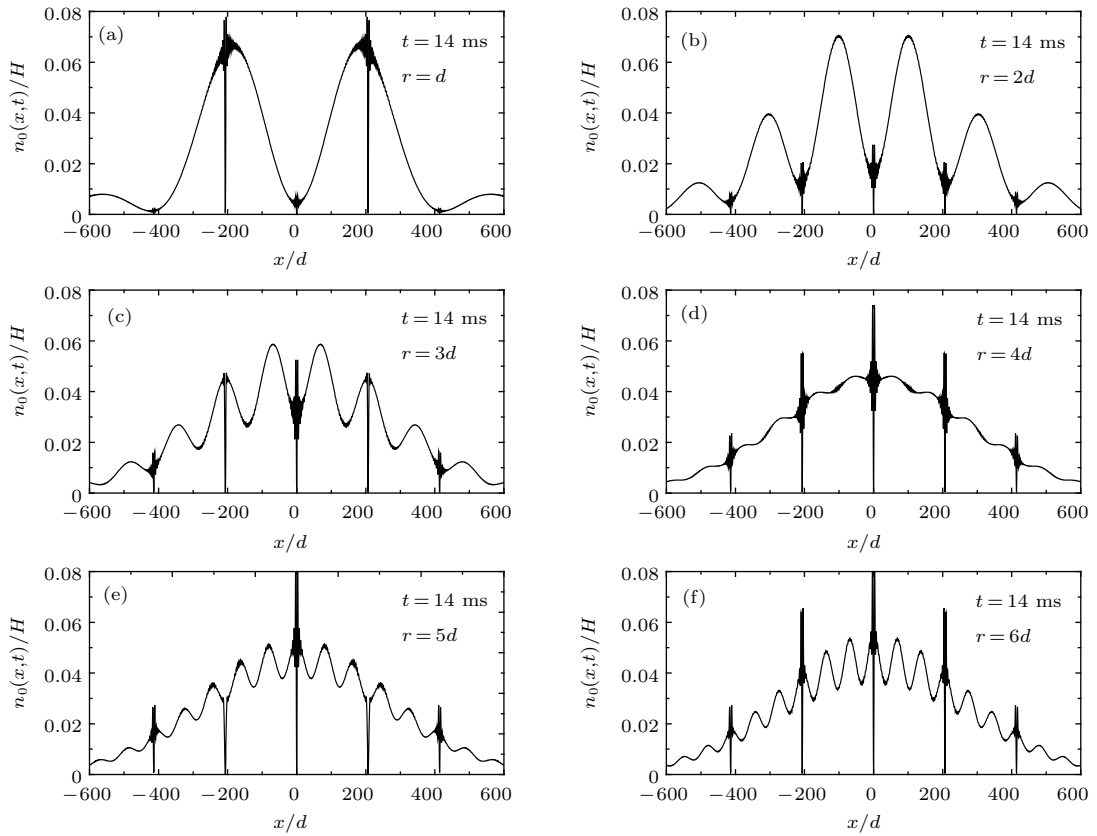 (a)
t = 14 ms
r = d
n₀(x,t)/H
0.08
0.06
0.04
0.02
0
−600 −400 −200 0 200 400 600
x/d
(b)
t = 14 ms
r = 2d
n₀(x,t)/H
0.08
0.06
0.04
0.02
0
−600 −400 −200 0 200 400 600
x/d
(c)
t = 14 ms
r = 3d
n₀(x,t)/H
0.08
0.06
0.04
0.02
0
−600 −400 −200 0 200 400 600
x/d
(d)
t = 14 ms
r = 4d
n₀(x,t)/H
0.08
0.06
0.04
0.02
0
−600 −400 −200 0 200 400 600
x/d
(e)
t = 14 ms
r = 5d
n₀(x,t)/H
0.08
0.06
0.04
0.02
0
−600 −400 −200 0 200 400 600
x/d
(f)
t = 14 ms
r = 6d
n₀(x,t)/H
0.08
0.06
0.04
0.02
0
−600 −400 −200 0 200 400 600
x/d